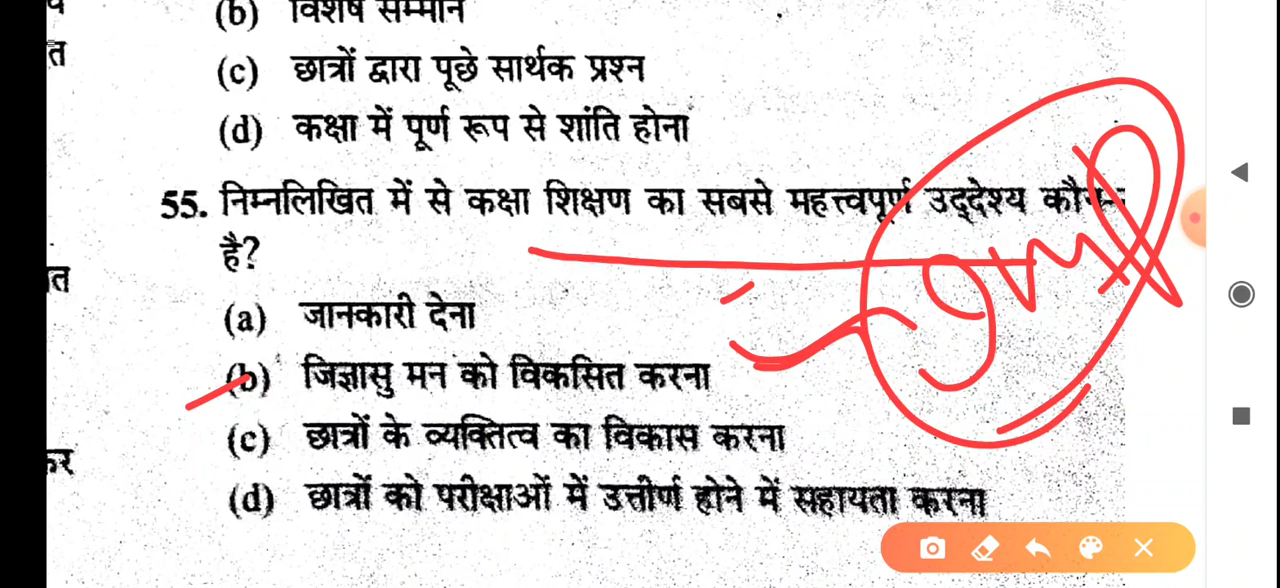 (b) विशेष सम्मान
त
(c) छात्रों द्वारा पूछे सार्थक प्रश्न
(d) कक्षा में पूर्ण रूप से शांति होना
55. निम्नलिखित में से कक्षा शिक्षण का सबसे महत्त्वपूर्ण उद्देश्य
है?
त
(a) जानकारी देना
(b) जिज्ञासु मन को विकसित करना
(c) छात्रों के व्यक्तित्व का विकास करना
कर
(d) छात्रों को परीक्षाओं में उत्तीर्ण होने में सहायता करना